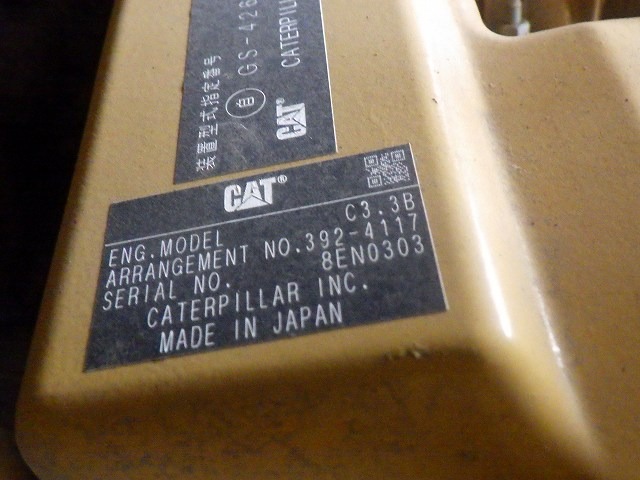 装置型式指定番号
自 GS-426
CAT® CATERPILL
CAT®
ENG.MODEL C3.3B
ARRANGEMENT NO.392-4117
SERIAL NO. 8EN0303
CATERPILLAR INC.
MADE IN JAPAN